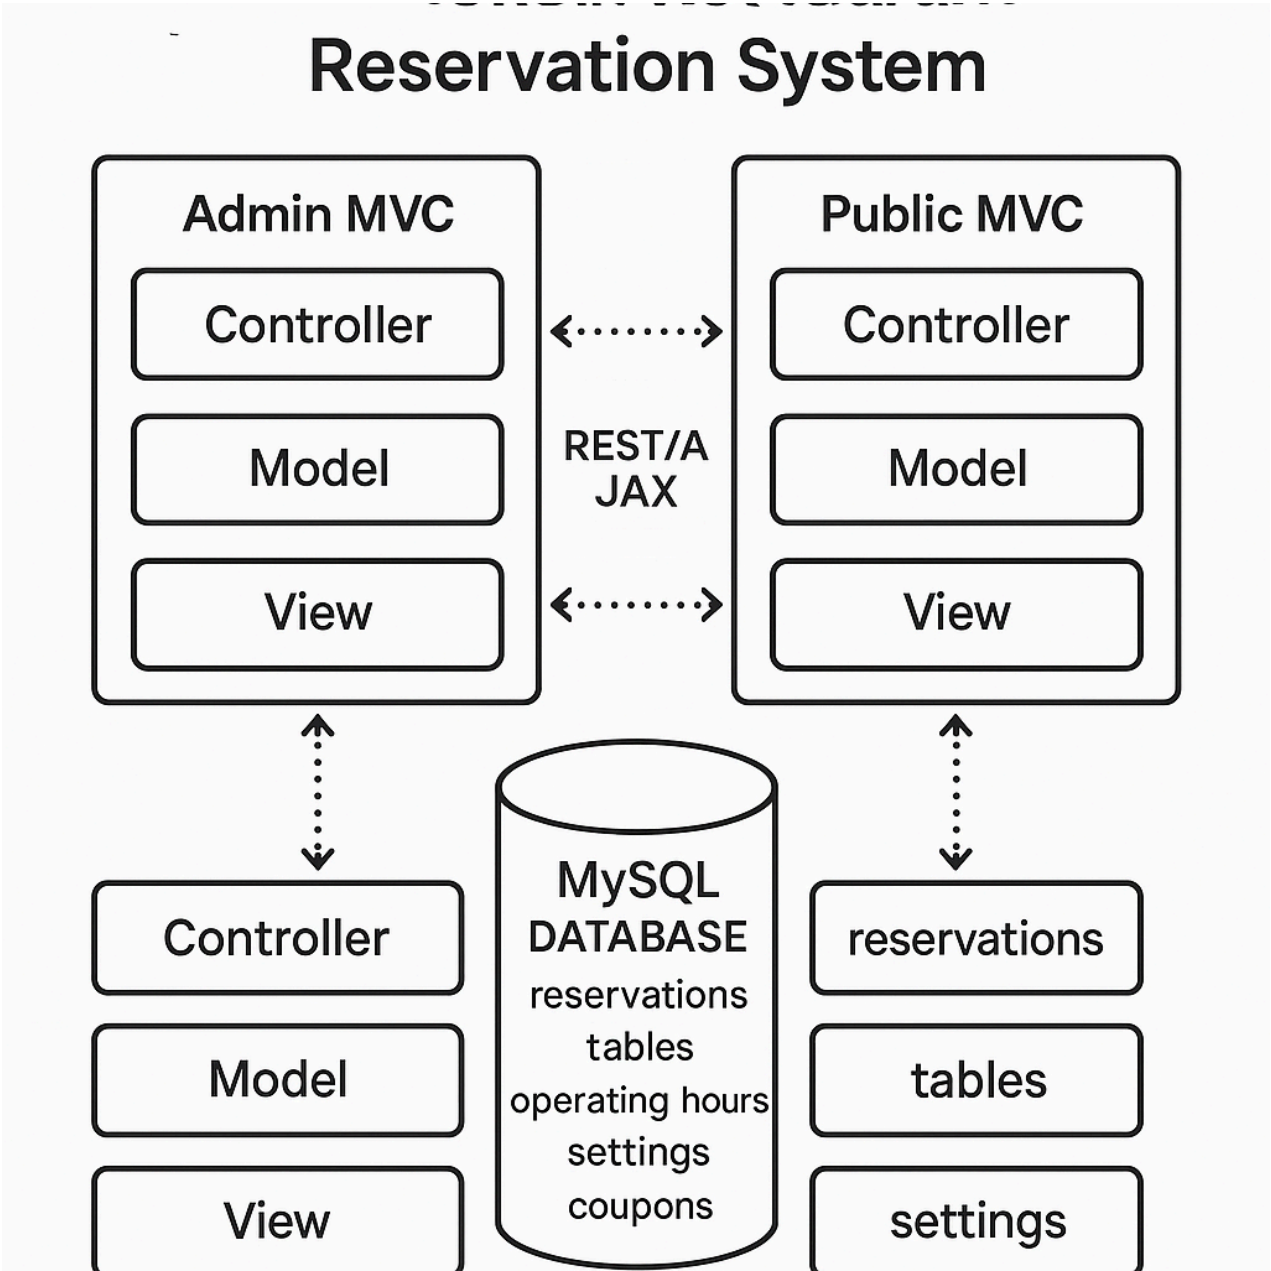 Reservation System
Admin MVC
Controller
Model
View
REST/A
JAX
Public MVC
Controller
Model
View
Controller
Model
View
MySQL
DATABASE
reservations
tables
operating hours
settings
coupons
reservations
tables
settings